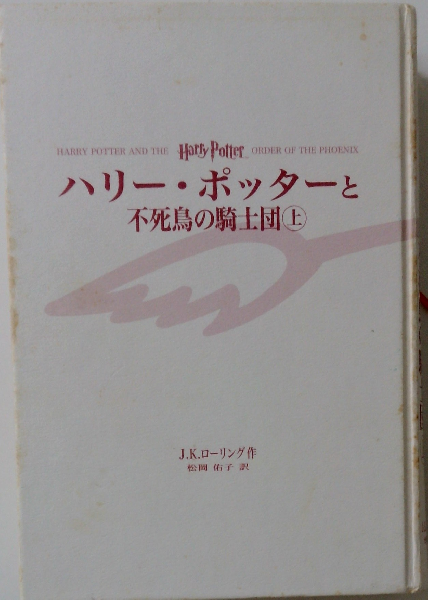 HARRY POTTER AND THE Harry Potter ORDER OF THE PHOENIX
ハリー・ポッターと
不死鳥の騎士団㊤
J.K.ローリング作
松岡 佑子 訳